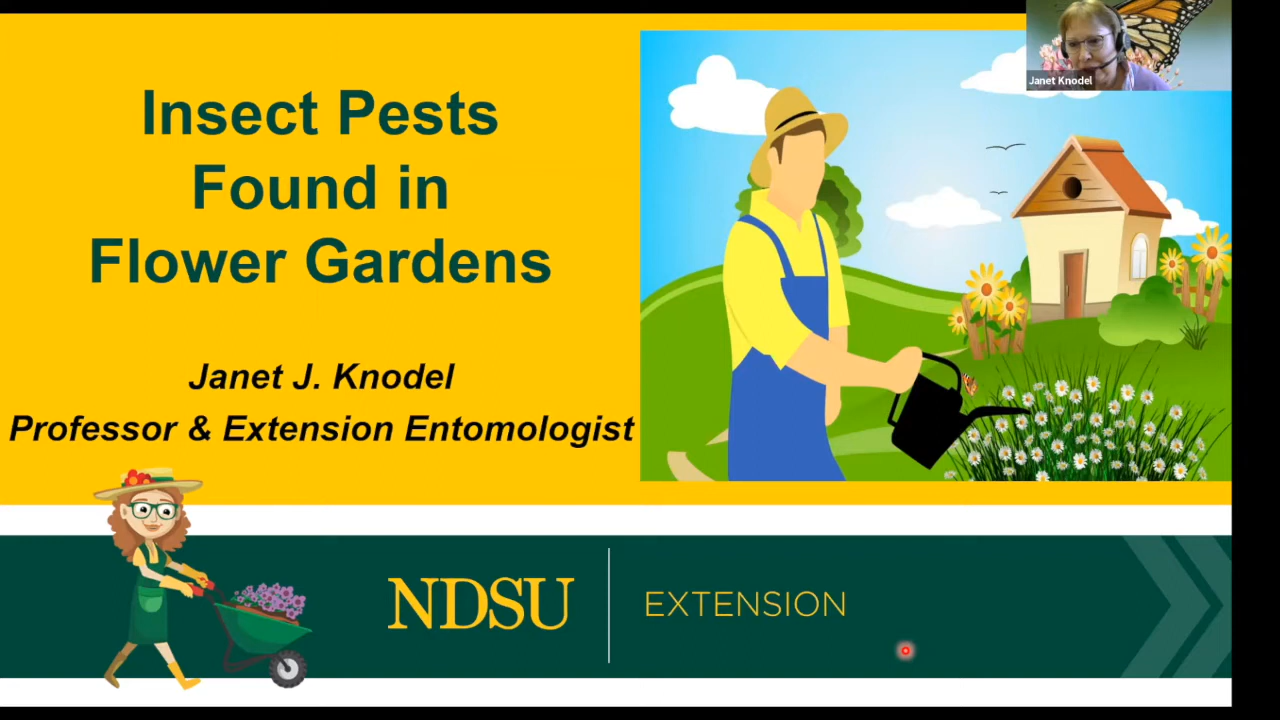 Insect Pests
Found in
Flower Gardens
Janet J. Knodel
Professor & Extension Entomologist
Janet Knodel
NDSU
EXTENSION